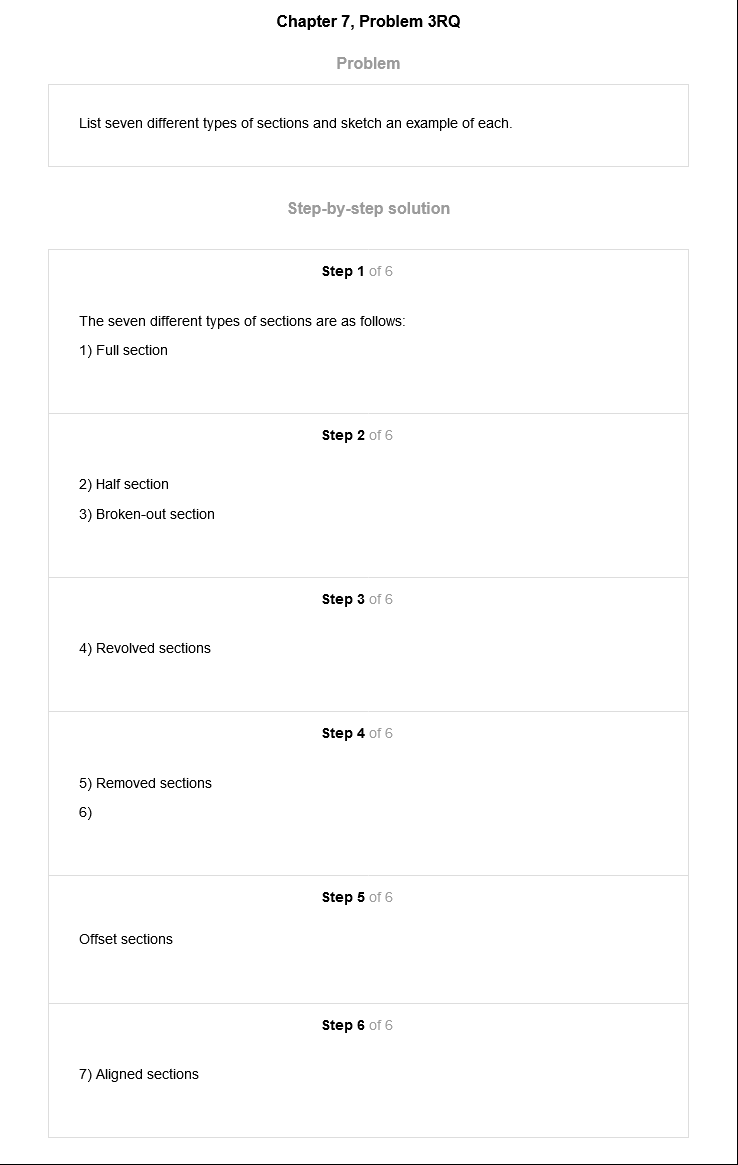 Chapter 7, Problem 3RQ
Problem
List seven different types of sections and sketch an example of each.
Step-by-step solution
Step 1 of 6
The seven different types of sections are as follows:
1) Full section
Step 2 of 6
2) Half section
3) Broken-out section
Step 3 of 6
4) Revolved sections
Step 4 of 6
5) Removed sections
6)
Step 5 of 6
Offset sections
Step 6 of 6
7) Aligned sections